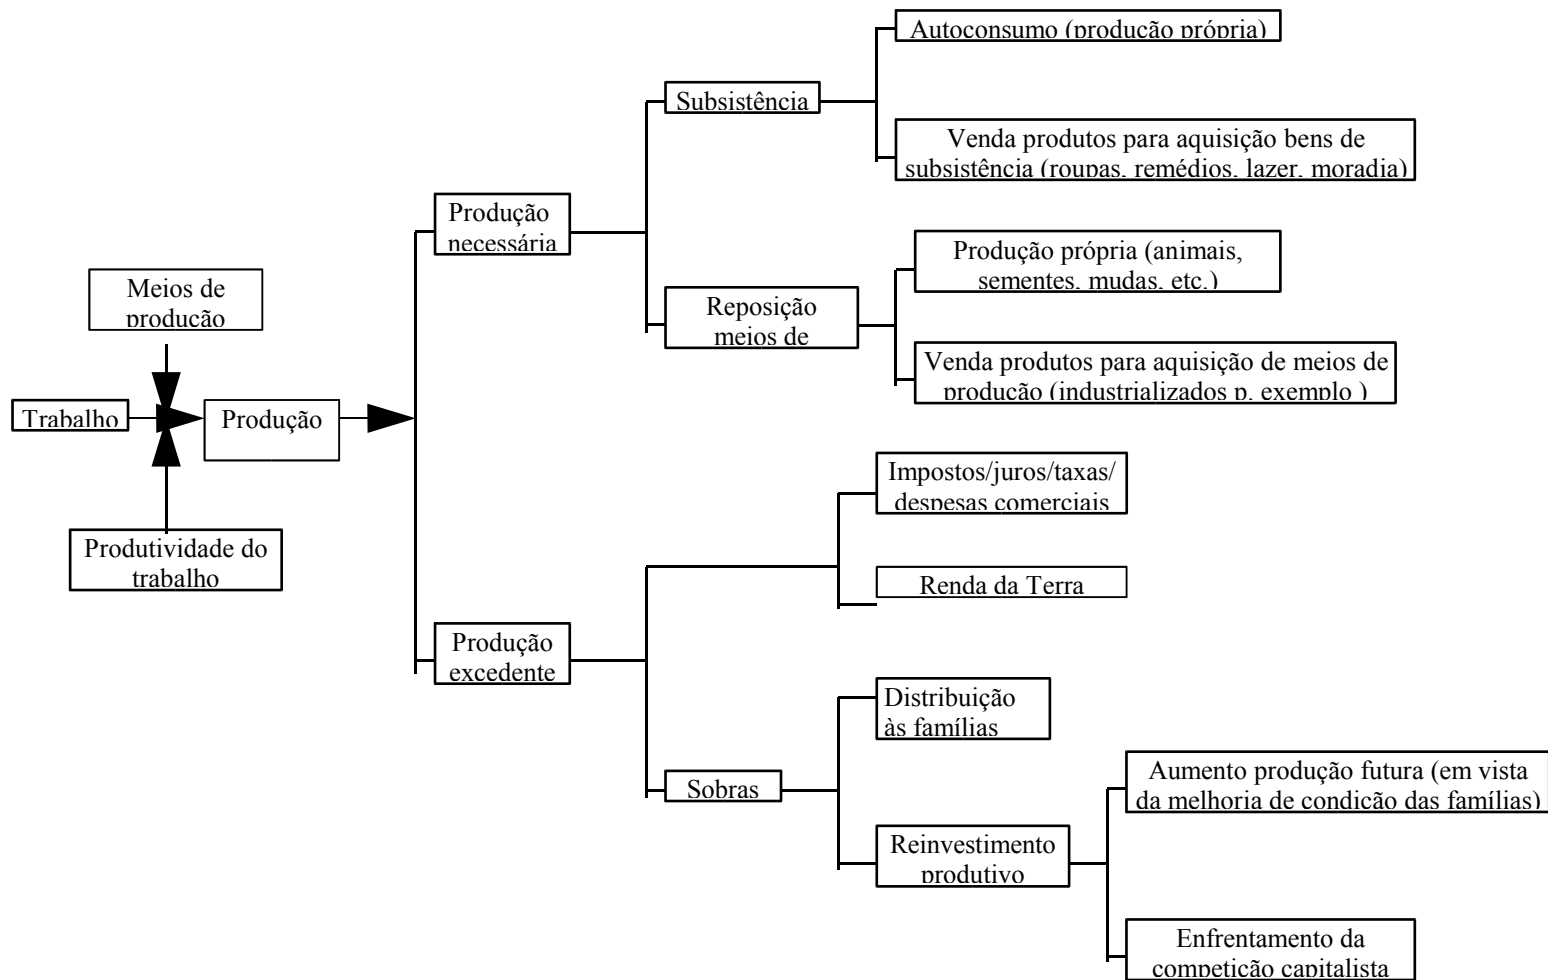 Autoconsumo (produção própria)
Subsistência
Venda produtos para aquisição bens de
subsistência (roupas, remédios, lazer, moradia)
Produção
necessária
Produção própria (animais,
sementes, mudas, etc.)
Meios de
produção
Reposição
meios de
Venda produtos para aquisição de meios de
produção (industrializados p. exemplo )
Trabalho
Produção
Impostos/juros/taxas/
despesas comerciais
Produtividade do
trabalho
Renda da Terra
Produção
excedente
Distribuição
às famílias
Sobras
Aumento produção futura (em vista
da melhoria de condição das famílias)
Reinvestimento
produtivo
Enfrentamento da
competição capitalista